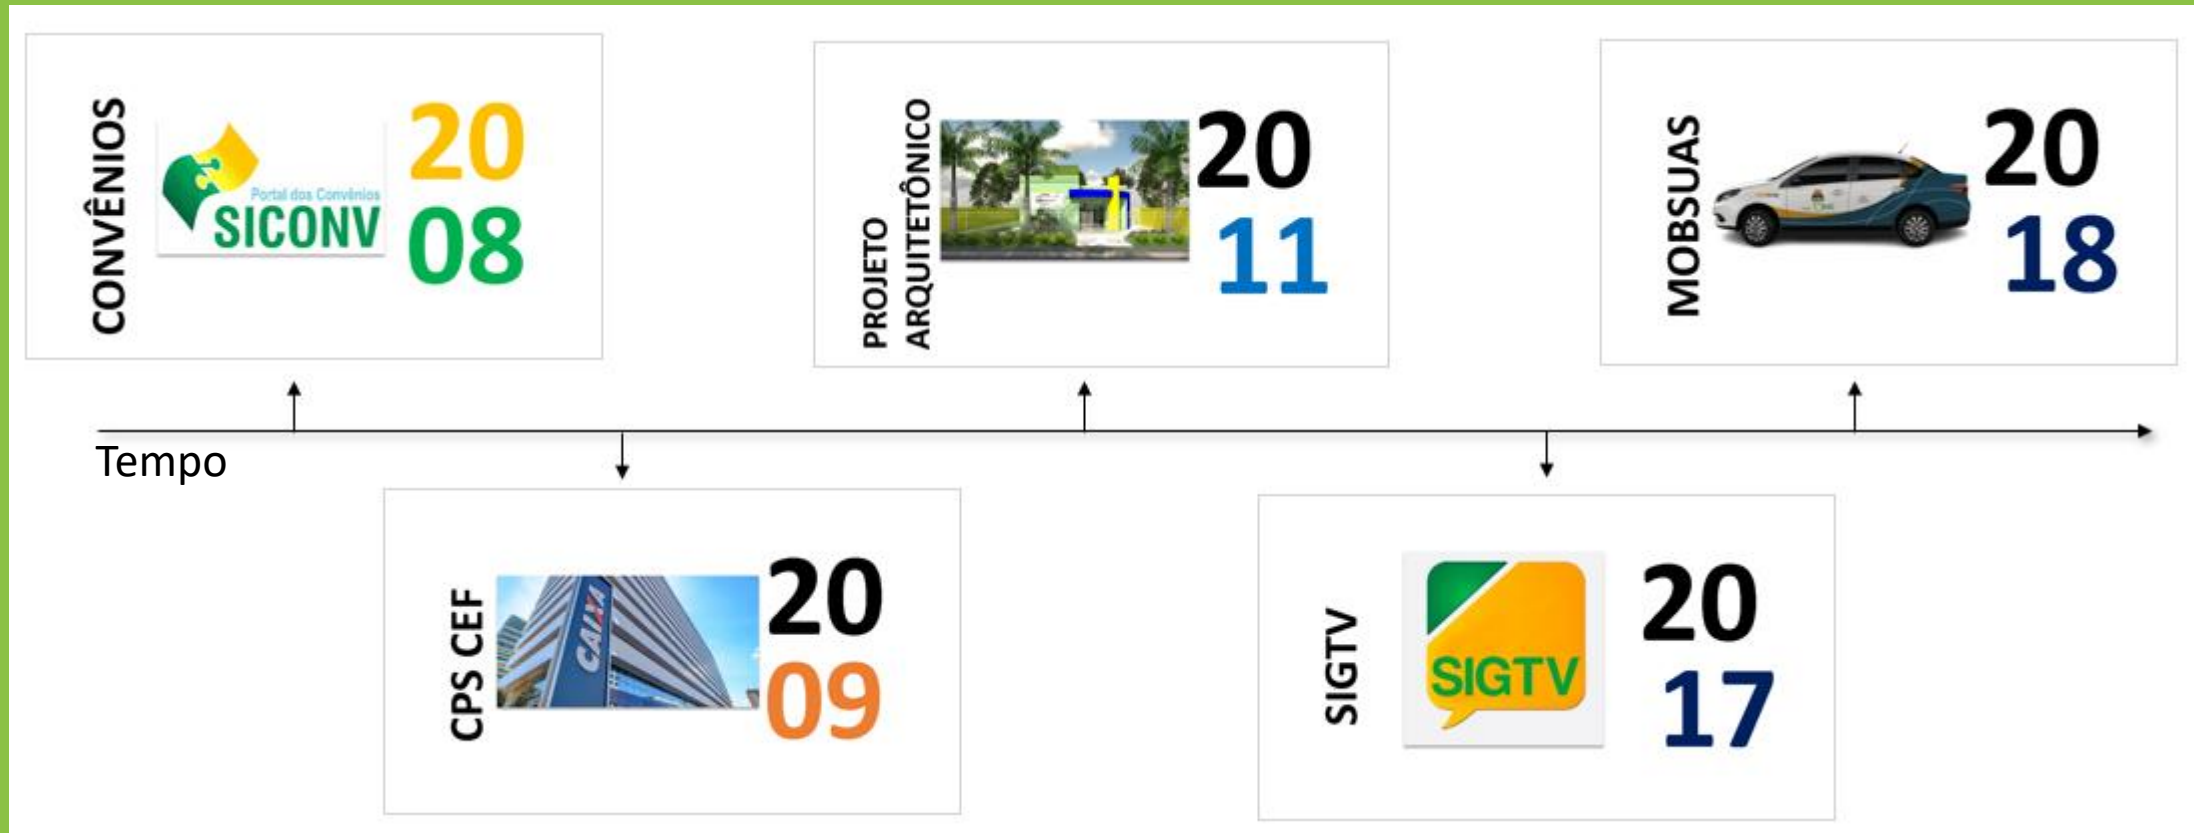 CONVÊNIOS
Portal dos Convênios
SICONV
20
08
PROJETO
ARQUITETÔNICO
20
11
MOBSUAS
20
18
Tempo
CPS CEF
CAIXA
20
09
SIGTV
SIGTV
20
17